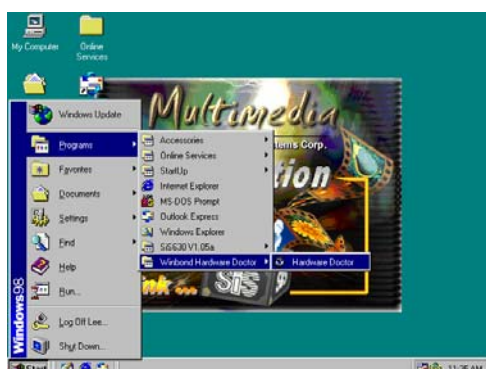 My Computer
Online Services
Multimedia
tems Corp.
tion
nk ...
SiS
Windows98
Windows Update
Programs
Favorites
Documents
Settings
Find
Help
Run...
Log Off Lee...
Shut Down...
Accessories
Online Services
StartUp
Internet Explorer
MS-DOS Prompt
Outlook Express
Windows Explorer
SiS630 V1.05a
Winbond Hardware Doctor
Hardware Doctor
Start
11:25 AM